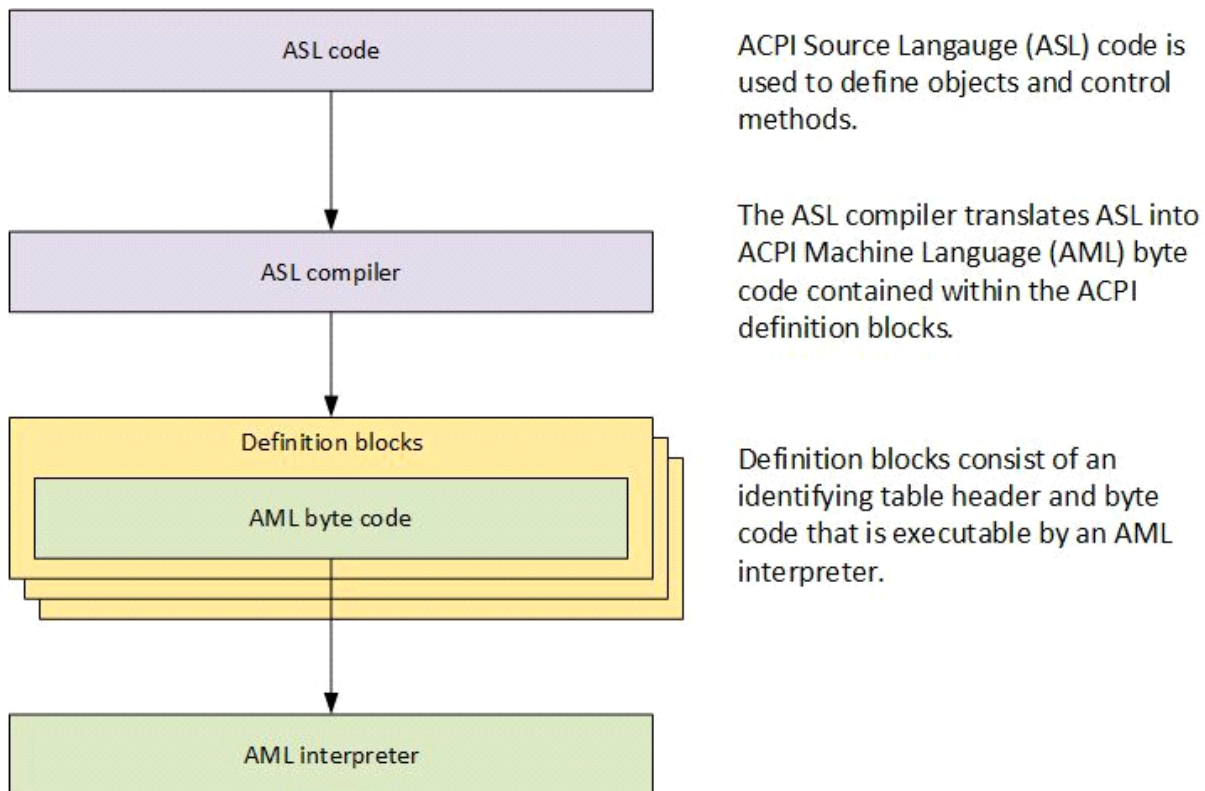 ASL code
ACPI Source Langauge (ASL) code is
used to define objects and control
methods.
ASL compiler
The ASL compiler translates ASL into
ACPI Machine Language (AML) byte
code contained within the ACPI
definition blocks.
Definition blocks
AML byte code
Definition blocks consist of an
identifying table header and byte
code that is executable by an AML
interpreter.
AML interpreter